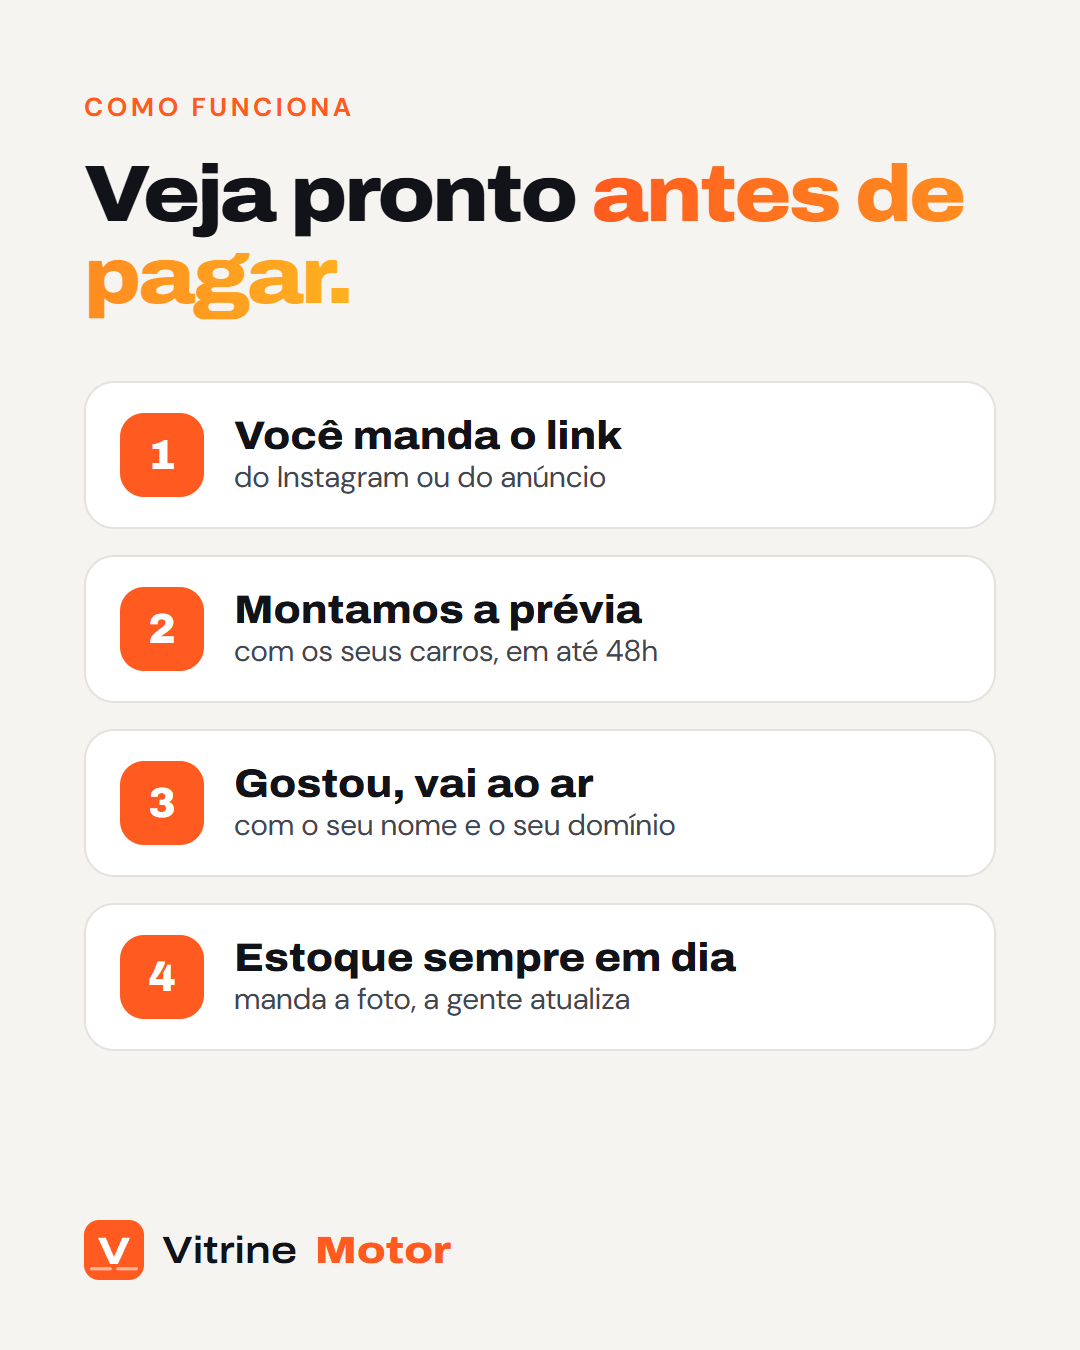 COMO FUNCIONA
Veja pronto antes de
pagar.
1
Você manda o link
do Instagram ou do anúncio
2
Montamos a prévia
com os seus carros, em até 48h
3
Gostou, vai ao ar
com o seu nome e o seu domínio
4
Estoque sempre em dia
manda a foto, a gente atualiza
V Vitrine Motor